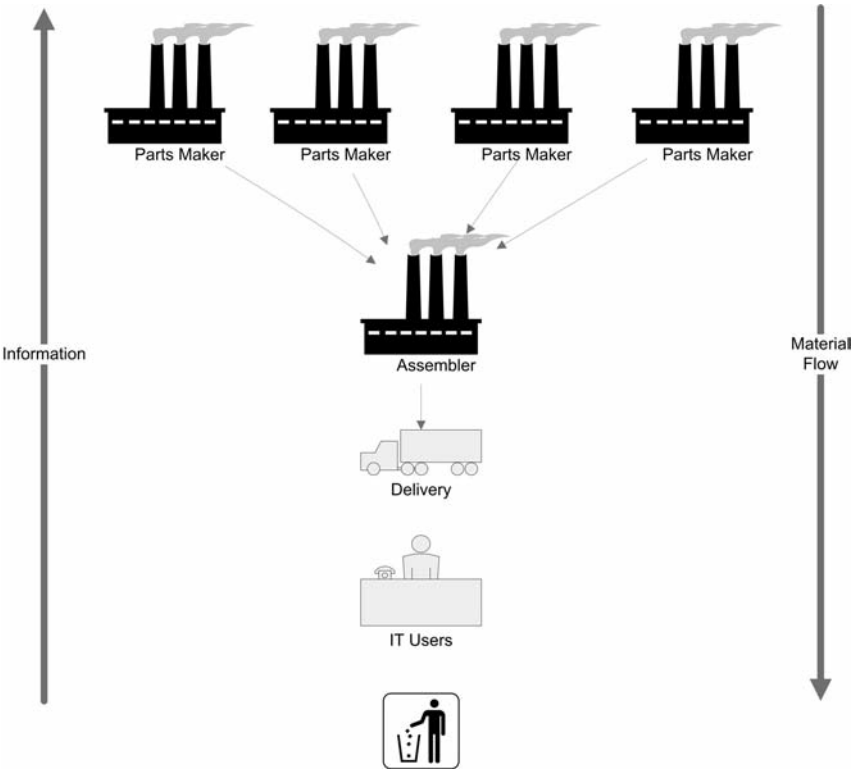 Parts Maker
Parts Maker
Parts Maker
Parts Maker
Information
Material
Flow
Assembler
Delivery
IT Users